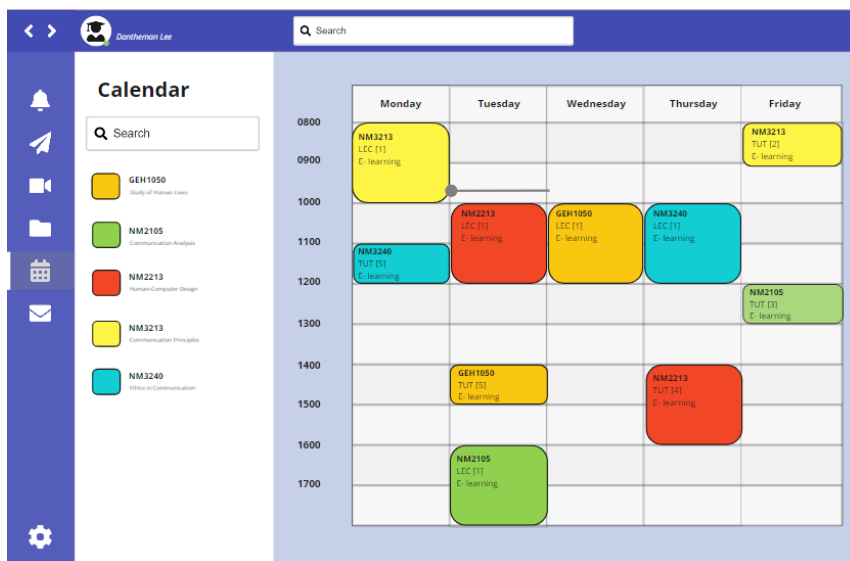 Dantheman Lee
Search
Calendar
Search
GEH1050
Study of Human Lives
NM2105
Communication Analysis
NM2213
Human-Computer Design
NM3213
Communication Principles
NM3240
Ethics in Communication
Monday Tuesday Wednesday Thursday Friday
0800
0900
1000
1100
1200
1300
1400
1500
1600
1700
NM3213
LEC [1]
E- learning
NM3240
TUT [5]
E- learning
NM2213
LEC [1]
E- learning
GEH1050
TUT [5]
E- learning
NM2105
LEC [1]
E- learning
GEH1050
LEC [1]
E- learning
NM3240
LEC [1]
E- learning
NM2213
TUT [4]
E- learning
NM3213
TUT [2]
E- learning
NM2105
TUT [3]
E- learning